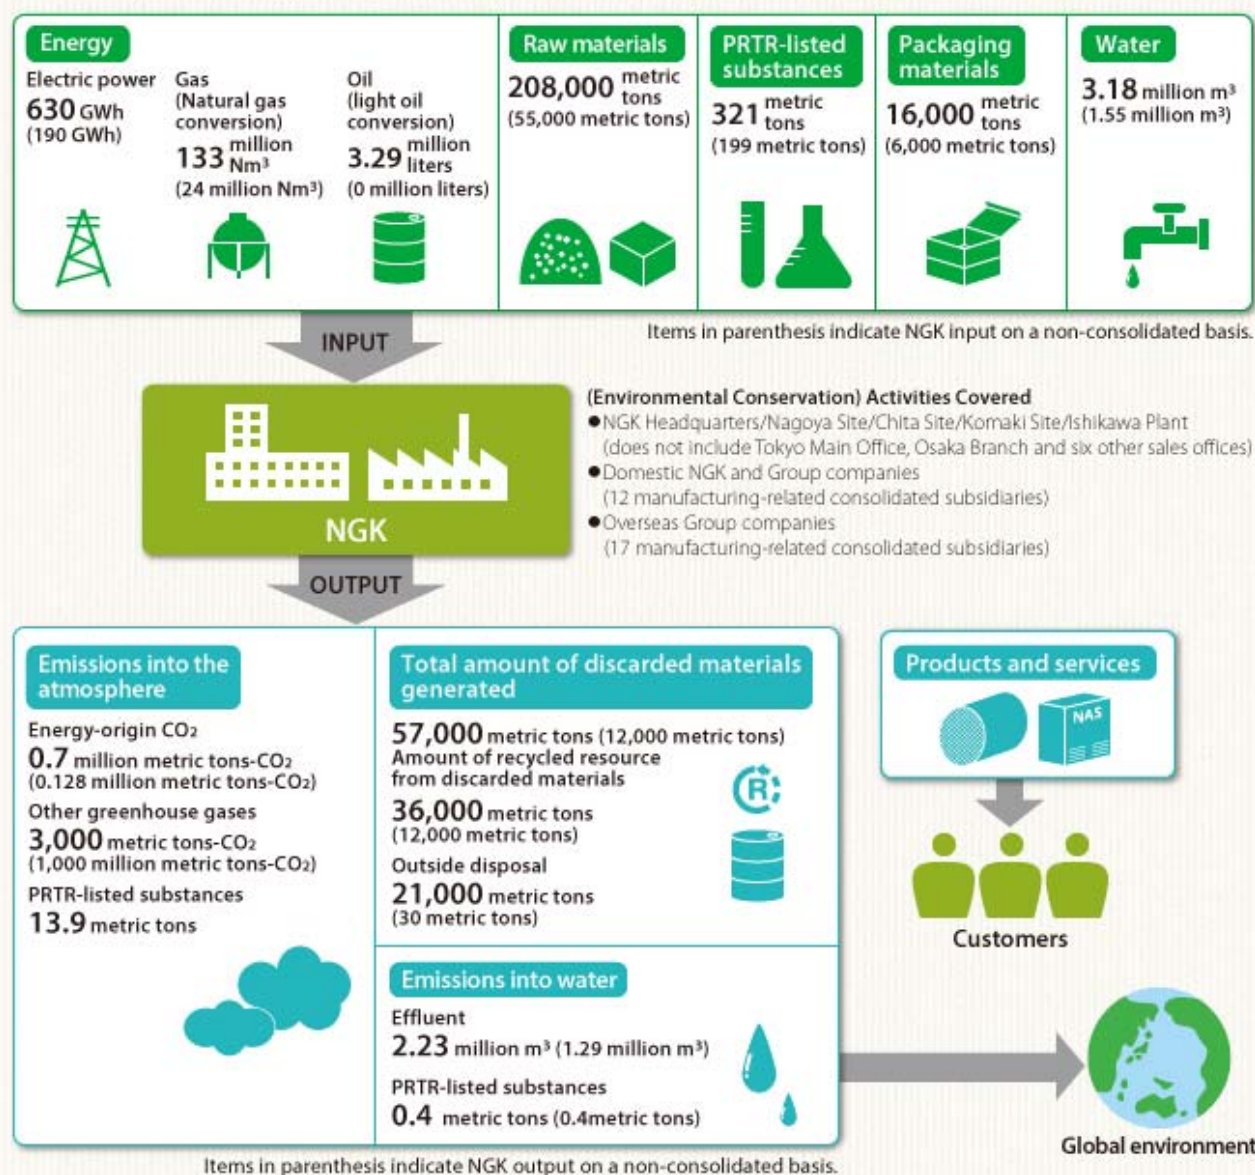 Energy
Electric power
630 GWh
(190 GWh)
Gas
(Natural gas
conversion)
133 million
Nm³
(24 million Nm³)
Oil
(light oil
conversion)
3.29 million
liters
(0 million liters)
Raw materials
208,000 metric
tons
(55,000 metric tons)
PRTR-listed
substances
321 metric
tons
(199 metric tons)
Packaging
materials
16,000 metric
tons
(6,000 metric tons)
Water
3.18 million m³
(1.55 million m³)
Items in parenthesis indicate NGK input on a non-consolidated basis.
INPUT
NGK
(Environmental Conservation) Activities Covered
●NGK Headquarters/Nagoya Site/Chita Site/Komaki Site/Ishikawa Plant
(does not include Tokyo Main Office, Osaka Branch and six other sales offices)
●Domestic NGK and Group companies
(12 manufacturing-related consolidated subsidiaries)
●Overseas Group companies
(17 manufacturing-related consolidated subsidiaries)
OUTPUT
Emissions into the
atmosphere
Energy-origin CO₂
0.7 million metric tons-CO₂
(0.128 million metric tons-CO₂)
Other greenhouse gases
3,000 metric tons-CO₂
(1,000 million metric tons-CO₂)
PRTR-listed substances
13.9 metric tons
Total amount of discarded materials
generated
57,000 metric tons (12,000 metric tons)
Amount of recycled resource
from discarded materials
R
36,000 metric tons
(12,000 metric tons)
Outside disposal
21,000 metric tons
(30 metric tons)
Emissions into water
Effluent
2.23 million m³ (1.29 million m³)
PRTR-listed substances
0.4 metric tons (0.4metric tons)
Items in parenthesis indicate NGK output on a non-consolidated basis.
Products and services
NAS
Customers
Global environment